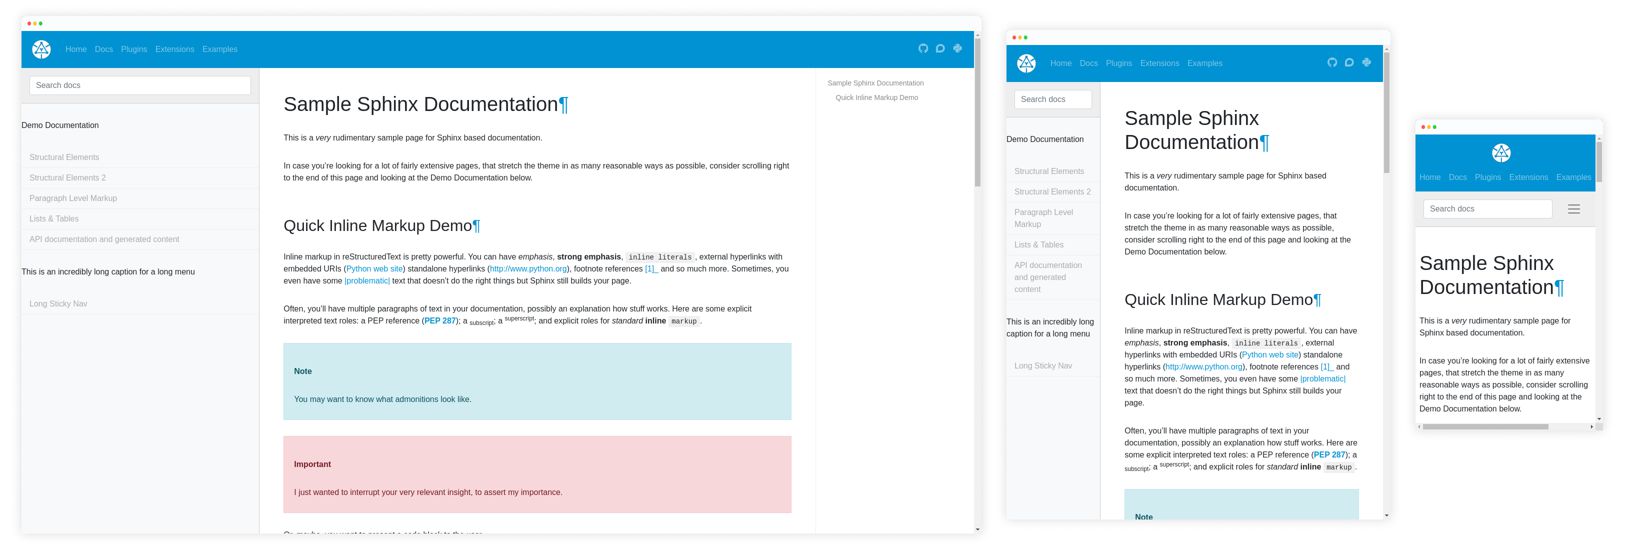 Home Docs Plugins Extensions Examples
Search docs
Demo Documentation
Structural Elements
Structural Elements 2
Paragraph Level Markup
Lists & Tables
API documentation and generated content
This is an incredibly long caption for a long menu
Long Sticky Nav
Sample Sphinx Documentation¶
This is a very rudimentary sample page for Sphinx based documentation.
In case you're looking for a lot of fairly extensive pages, that stretch the theme in as many reasonable ways as possible, consider scrolling right
to the end of this page and looking at the Demo Documentation below.
Quick Inline Markup Demo¶
Inline markup in reStructuredText is pretty powerful. You can have emphasis, strong emphasis, inline literals, external hyperlinks with
embedded URIs (Python web site) standalone hyperlinks (http://www.python.org), footnote references [1]_ and so much more. Sometimes, you
even have some |problematic| text that doesn't do the right things but Sphinx still builds your page.
Often, you'll have multiple paragraphs of text in your documentation, possibly an explanation how stuff works. Here are some explicit
interpreted text roles: a PEP reference (PEP 287); a subscript; a superscript; and explicit roles for standard inline markup.
Note
You may want to know what admonitions look like.
Important
I just wanted to interrupt your very relevant insight, to assert my importance.
Sample Sphinx Documentation
Quick Inline Markup Demo
Home Docs Plugins Extensions Examples
Search docs
Demo Documentation
Structural Elements
Structural Elements 2
Paragraph Level
Markup
Lists & Tables
API documentation
and generated
content
This is an incredibly long
caption for a long menu
Long Sticky Nav
Sample Sphinx
Documentation¶
This is a very rudimentary sample page for Sphinx based
documentation.
In case you're looking for a lot of fairly extensive pages, that
stretch the theme in as many reasonable ways as possible,
consider scrolling right to the end of this page and looking at the
Demo Documentation below.
Quick Inline Markup Demo¶
Inline markup in reStructuredText is pretty powerful. You can have
emphasis, strong emphasis, inline literals, external
hyperlinks with embedded URIs (Python web site) standalone
hyperlinks (http://www.python.org), footnote references [1]_ and
so much more. Sometimes, you even have some |problematic|
text that doesn't do the right things but Sphinx still builds your
page.
Often, you'll have multiple paragraphs of text in your
documentation, possibly an explanation how stuff works. Here are
some explicit interpreted text roles: a PEP reference (PEP 287); a
subscript; a superscript; and explicit roles for standard inline markup.
Note
Home Docs Plugins Extensions Examples
Search docs
Sample Sphinx
Documentation¶
This is a very rudimentary sample page for
Sphinx based documentation.
In case you're looking for a lot of fairly extensive
pages, that stretch the theme in as many
reasonable ways as possible, consider scrolling
right to the end of this page and looking at the
Demo Documentation below.